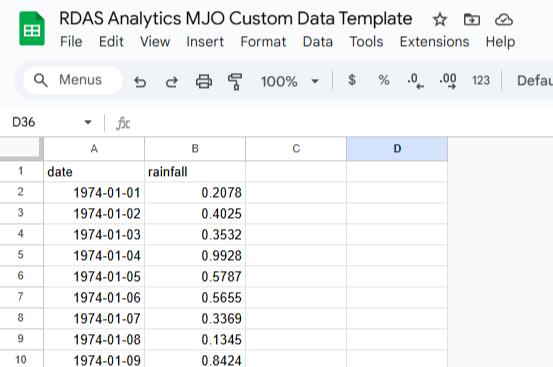 RDAS Analytics MJO Custom Data Template
File Edit View Insert Format Data Tools Extensions Help
Menus 100% $ % .0 .00 123
D36 fx
A B C D
1 date rainfall
2 1974-01-01 0.2078
3 1974-01-02 0.4025
4 1974-01-03 0.3532
5 1974-01-04 0.9928
6 1974-01-05 0.5787
7 1974-01-06 0.5655
8 1974-01-07 0.3369
9 1974-01-08 0.1345
10 1974-01-09 0.8424